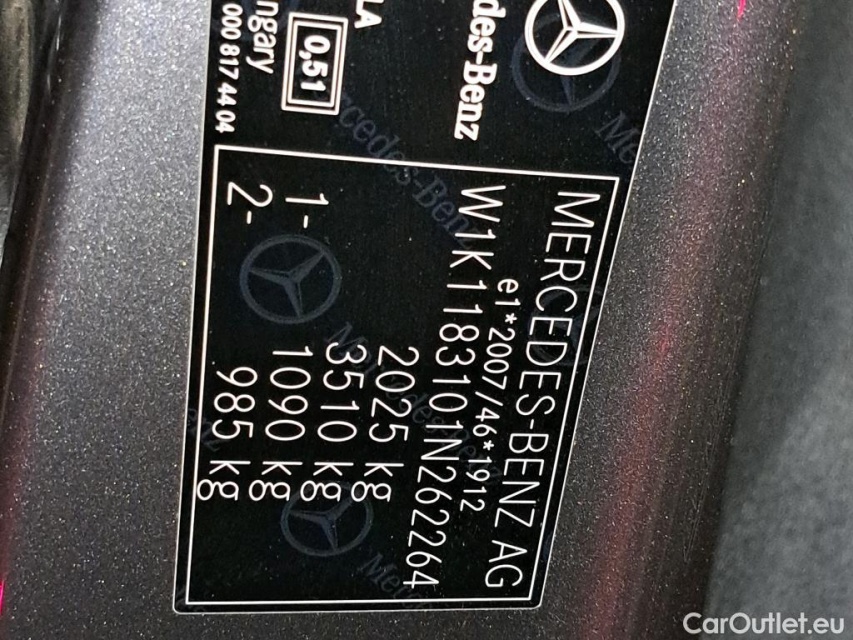 des-Benz
LA
0,51
ngary
000 817 44 04
MERCEDES-BENZ AG
e1*2007/46*1912
W1K1183101N262264
2025 kg
3510 kg
1- 1090 kg
2- 985 kg
CarOutlet.eu